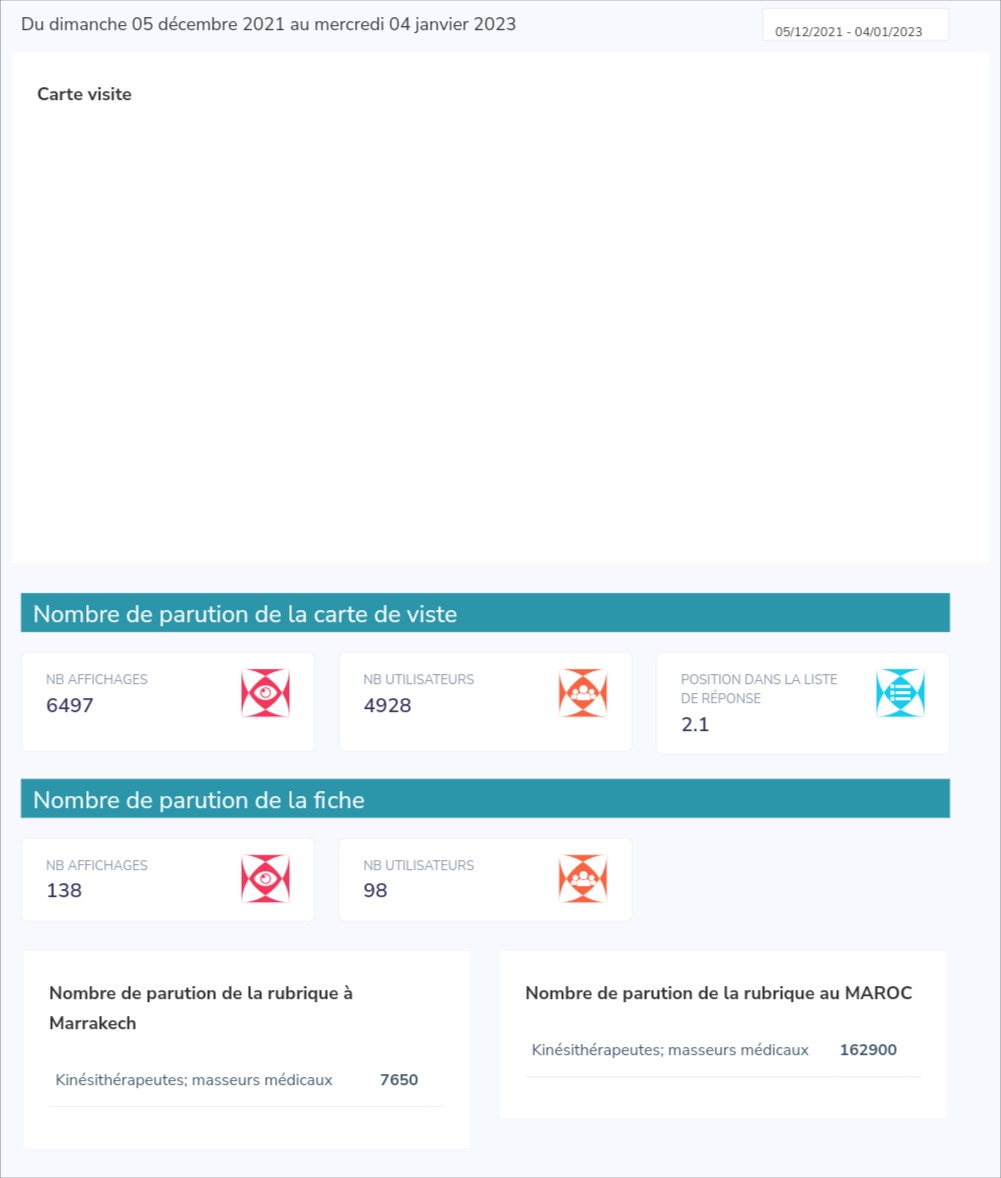 Du dimanche 05 décembre 2021 au mercredi 04 janvier 2023
05/12/2021 - 04/01/2023
Carte visite
Nombre de parution de la carte de viste
NB AFFICHAGES
6497
NB UTILISATEURS
4928
POSITION DANS LA LISTE
DE RÉPONSE
2.1
Nombre de parution de la fiche
NB AFFICHAGES
138
NB UTILISATEURS
98
Nombre de parution de la rubrique à
Marrakech
Kinésithérapeutes; masseurs médicaux 7650
Nombre de parution de la rubrique au MAROC
Kinésithérapeutes; masseurs médicaux 162900